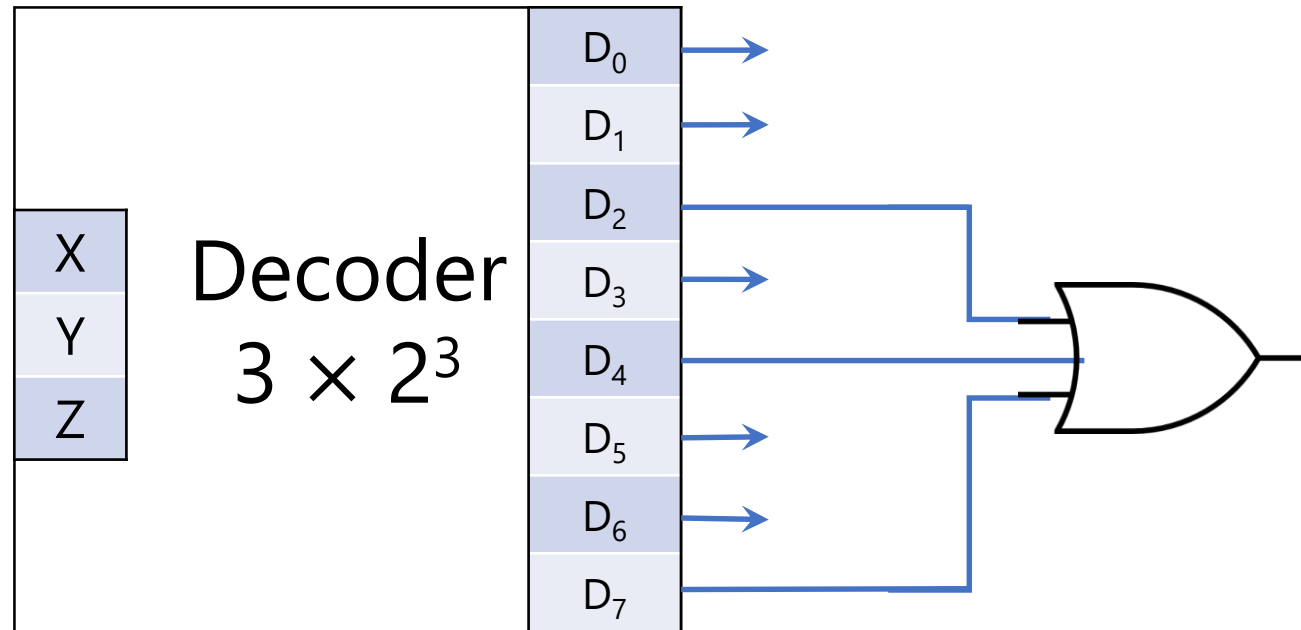 X
Y
Z
Decoder
3 × 2³
D₀
D₁
D₂
D₃
D₄
D₅
D₆
D₇